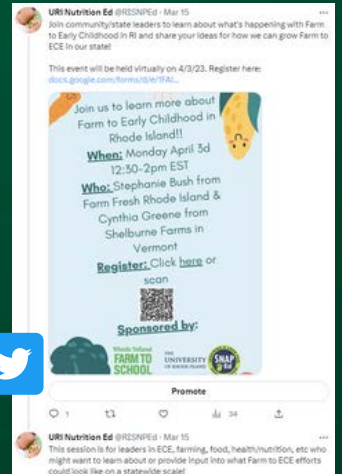 URI Nutrition Ed @RISNPEd · Mar 15
Join community/state leaders to learn about what's happening with Farm
to Early Childhood in RI and share your ideas for how we can grow Farm to
ECE in our state!
This event will be held virtually on 4/3/23. Register here:
docs.google.com/forms/d/e/1FAI...
Join us to learn more about
Farm to Early Childhood in
Rhode Island!!
When: Monday April 3d
12:30-2pm EST
Who: Stephanie Bush from
Farm Fresh Rhode Island &
Cynthia Greene from
Shelburne Farms in
Vermont
Register: Click here or
scan
Sponsored by:
Rhode Island
FARM TO
SCHOOL
THE
UNIVERSITY
OF RHODE ISLAND
SNAP
Ed
Promote
1
34
URI Nutrition Ed @RISNPEd · Mar 15
This session is for leaders in ECE, farming, food, health/nutrition, etc who
might want to learn about or provide input into what Farm to ECE efforts
could look like on a statewide scale!